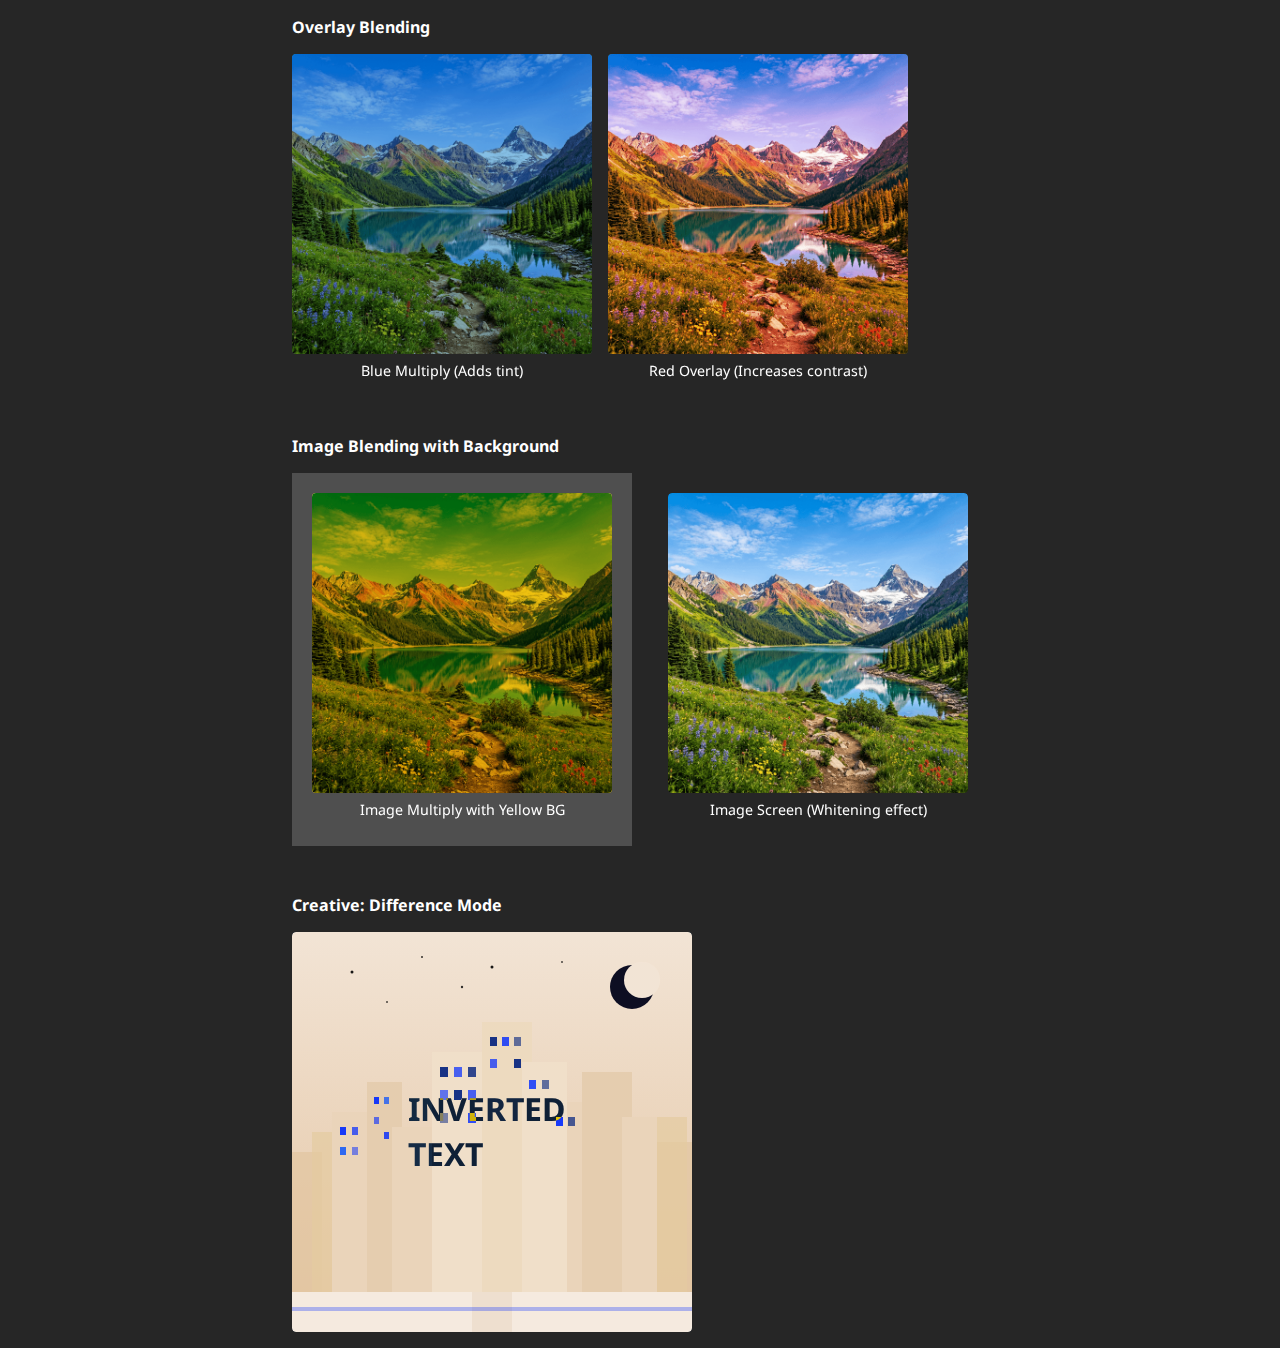 Overlay Blending
Blue Multiply (Adds tint)
Red Overlay (Increases contrast)
Image Blending with Background
Image Multiply with Yellow BG
Image Screen (Whitening effect)
Creative: Difference Mode
INVERTED
TEXT